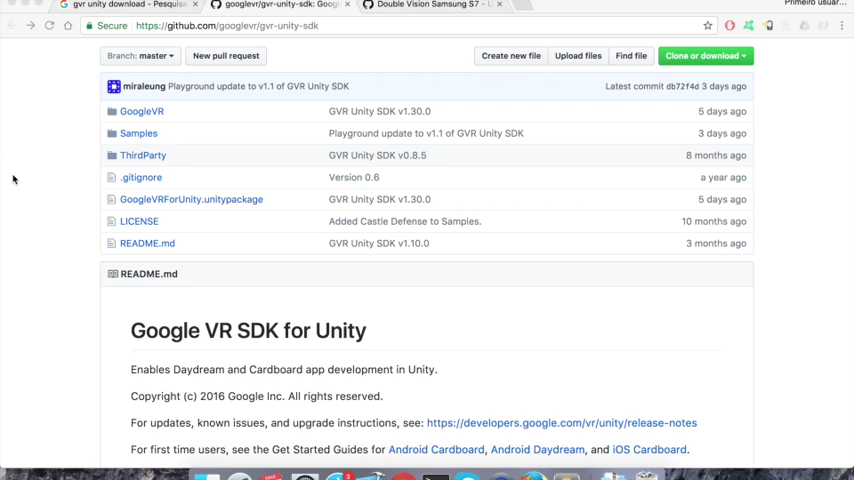 gvr unity download - Pesquisa
googlevr/gvr-unity-sdk: Goog
Double Vision Samsung S7 - U
Primeiro usuár...
Secure https://github.com/googlevr/gvr-unity-sdk
Branch: master
New pull request
Create new file
Upload files
Find file
Clone or download
miraleung Playground update to v1.1 of GVR Unity SDK
Latest commit db72f4d 3 days ago
GoogleVR GVR Unity SDK v1.30.0 5 days ago
Samples Playground update to v1.1 of GVR Unity SDK 3 days ago
ThirdParty GVR Unity SDK v0.8.5 8 months ago
.gitignore Version 0.6 a year ago
GoogleVRForUnity.unitypackage GVR Unity SDK v1.30.0 5 days ago
LICENSE Added Castle Defense to Samples. 10 months ago
README.md GVR Unity SDK v1.10.0 3 months ago
README.md
Google VR SDK for Unity
Enables Daydream and Cardboard app development in Unity.
Copyright (c) 2016 Google Inc. All rights reserved.
For updates, known issues, and upgrade instructions, see: https://developers.google.com/vr/unity/release-notes
For first time users, see the Get Started Guides for Android Cardboard, Android Daydream, and iOS Cardboard.